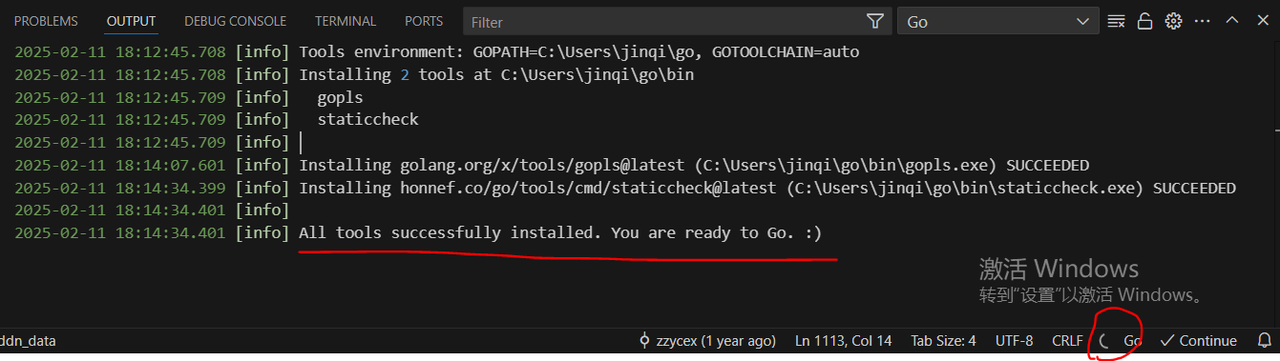 PROBLEMS OUTPUT DEBUG CONSOLE TERMINAL PORTS Filter Go
2025-02-11 18:12:45.708 [info] Tools environment: GOPATH=C:\Users\jinqi\go, GOTOOLCHAIN=auto
2025-02-11 18:12:45.708 [info] Installing 2 tools at C:\Users\jinqi\go\bin
2025-02-11 18:12:45.709 [info] gopls
2025-02-11 18:12:45.709 [info] staticcheck
2025-02-11 18:12:45.709 [info]
2025-02-11 18:14:07.601 [info] Installing golang.org/x/tools/gopls@latest (C:\Users\jinqi\go\bin\gopls.exe) SUCCEEDED
2025-02-11 18:14:34.399 [info] Installing honnef.co/go/tools/cmd/staticcheck@latest (C:\Users\jinqi\go\bin\staticcheck.exe) SUCCEEDED
2025-02-11 18:14:34.401 [info]
2025-02-11 18:14:34.401 [info] All tools successfully installed. You are ready to Go. :)
激活 Windows
转到“设置”以激活 Windows。
ddn_data zzycex (1 year ago) Ln 1113, Col 14 Tab Size: 4 UTF-8 CRLF Go Continue